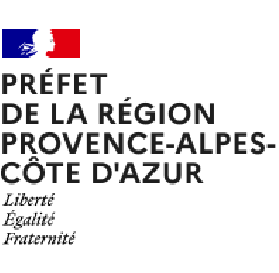 PRÉFET
DE LA RÉGION
PROVENCE-ALPES-
CÔTE D'AZUR
Liberté
Égalité
Fraternité